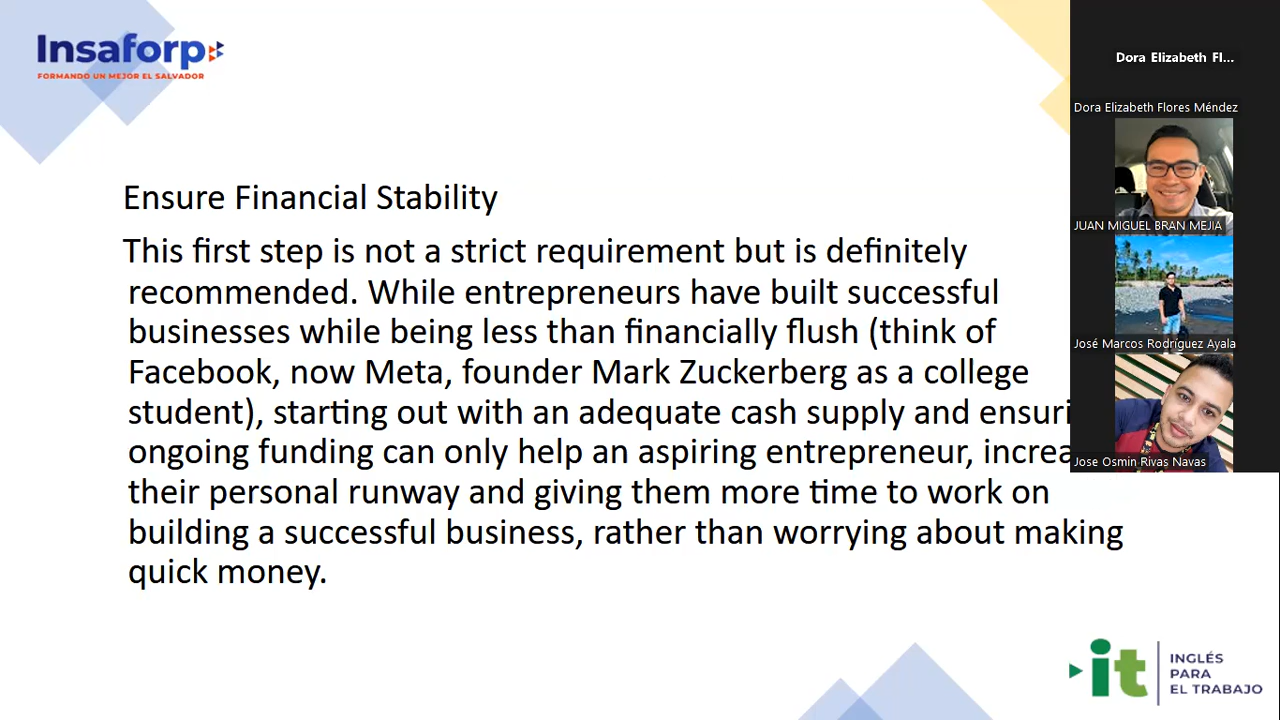 Insaforp
FORMANDO UN MEJOR EL SALVADOR
Ensure Financial Stability
This first step is not a strict requirement but is definitely
recommended. While entrepreneurs have built successful
businesses while being less than financially flush (think of
Facebook, now Meta, founder Mark Zuckerberg as a college
student), starting out with an adequate cash supply and ensuri
ongoing funding can only help an aspiring entrepreneur, increa
their personal runway and giving them more time to work on
building a successful business, rather than worrying about making
quick money.
Dora Elizabeth Fl...
Dora Elizabeth Flores Méndez
JUAN MIGUEL BRAN MEJIA
José Marcos Rodríguez Ayala
Jose Osmin Rivas Navas
it
INGLÉS
PARA
EL TRABAJO